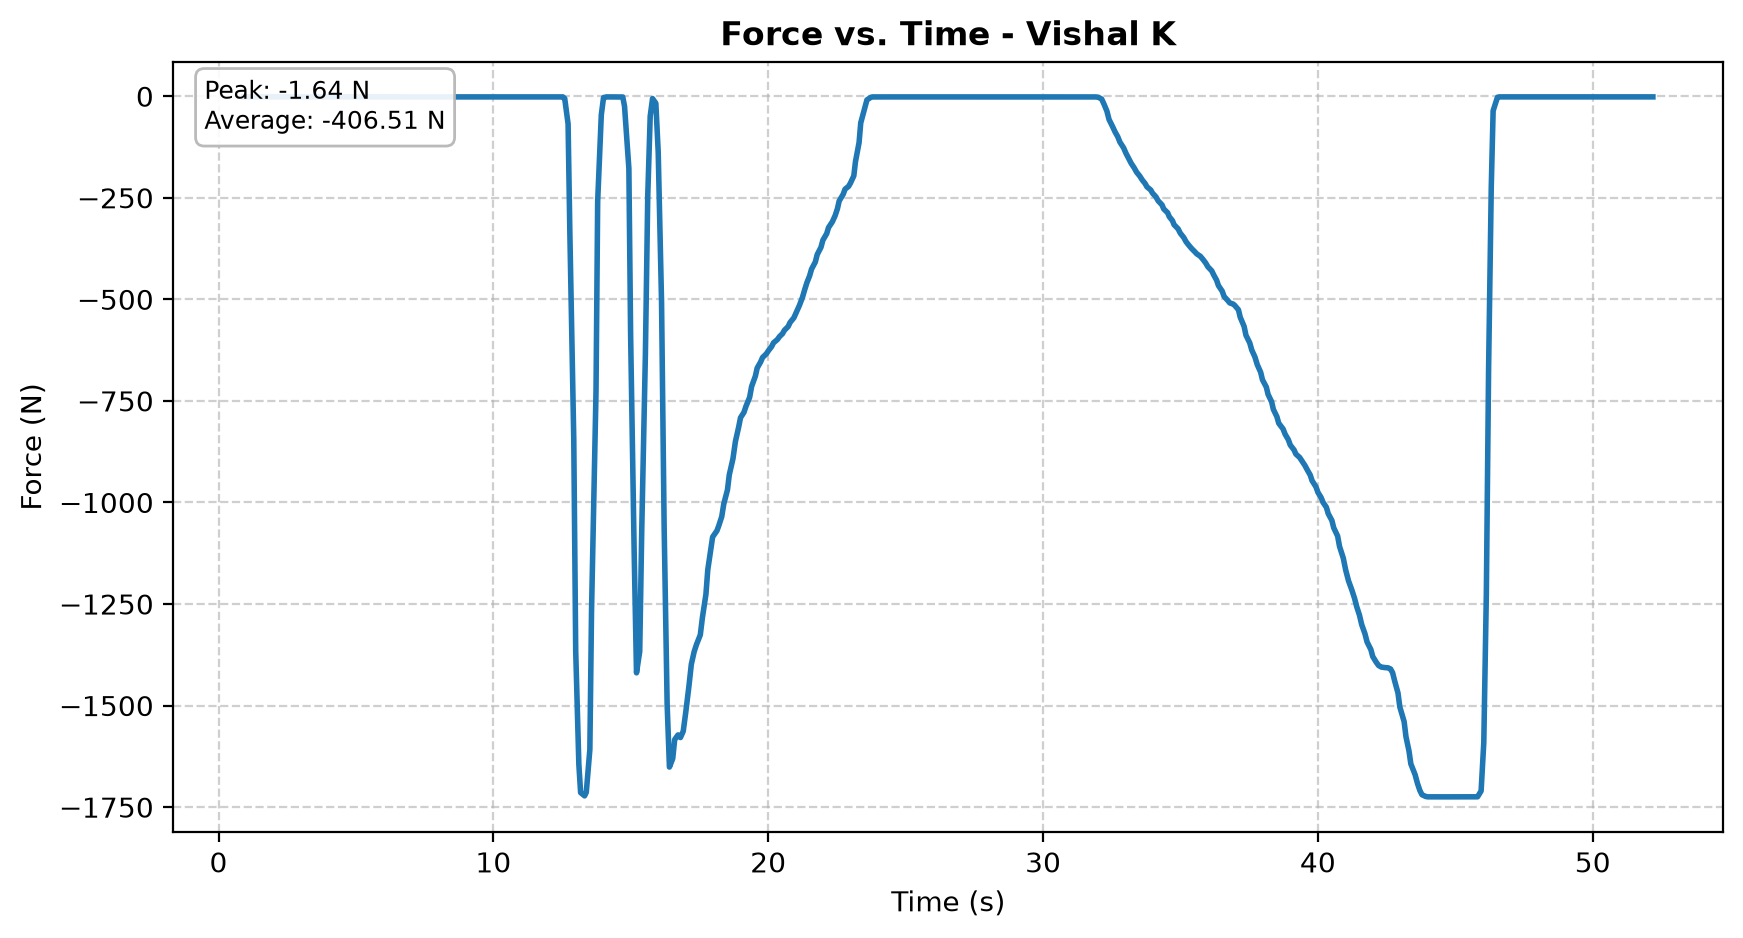 Force vs. Time - Vishal K
Peak: -1.64 N
Average: -406.51 N
0
−250
−500
−750
−1000
−1250
−1500
−1750
Force (N)
0 10 20 30 40 50
Time (s)